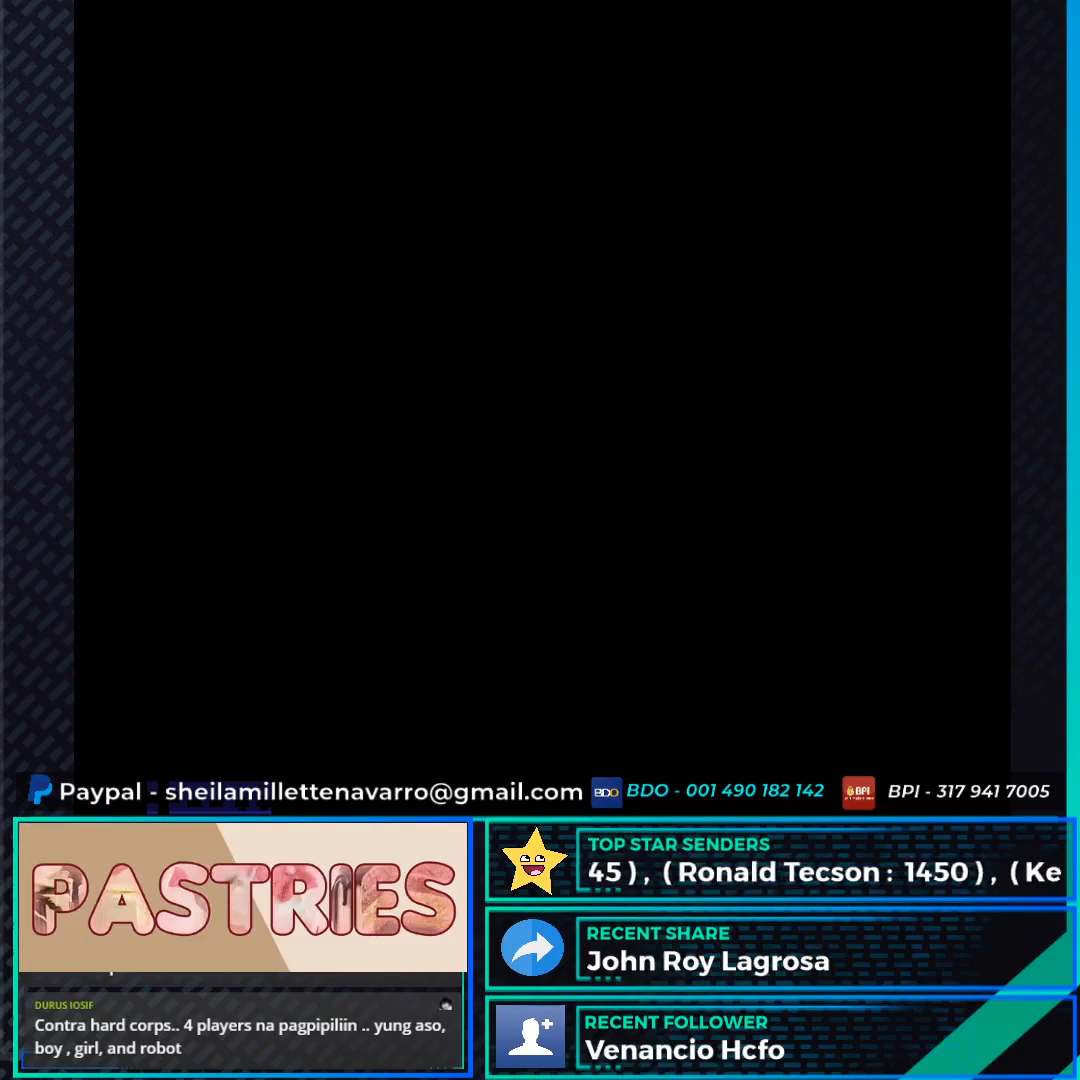 Paypal - sheilamillettenavarro@gmail.com BDO BDO - 001 490 182 142 BPI BPI - 317 941 7005
PASTRIES
DURUS IOSIF
Contra hard corps.. 4 players na pagpipiliin .. yung aso,
boy , girl, and robot
TOP STAR SENDERS
45 ) , ( Ronald Tecson : 1450 ) , ( Ke
RECENT SHARE
John Roy Lagrosa
RECENT FOLLOWER
Venancio Hcfo